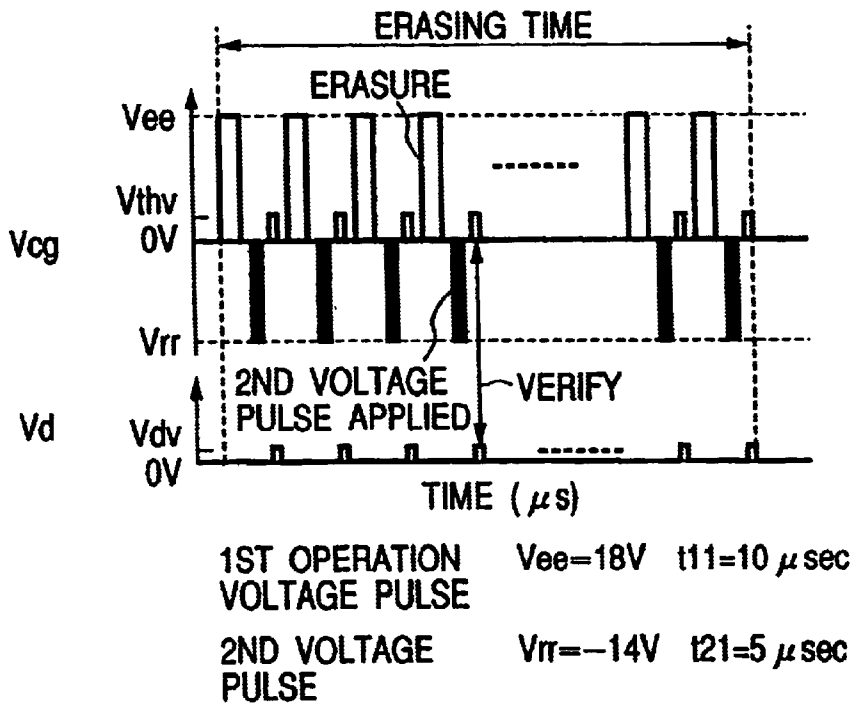 ERASING TIME
ERASURE
Vee
Vthv
0V
Vcg
Vrr
2ND VOLTAGE
PULSE APPLIED
VERIFY
Vd
Vdv
0V
TIME (μs)
1ST OPERATION Vee=18V t11=10 μsec
VOLTAGE PULSE
2ND VOLTAGE Vrr=−14V t21=5 μsec
PULSE